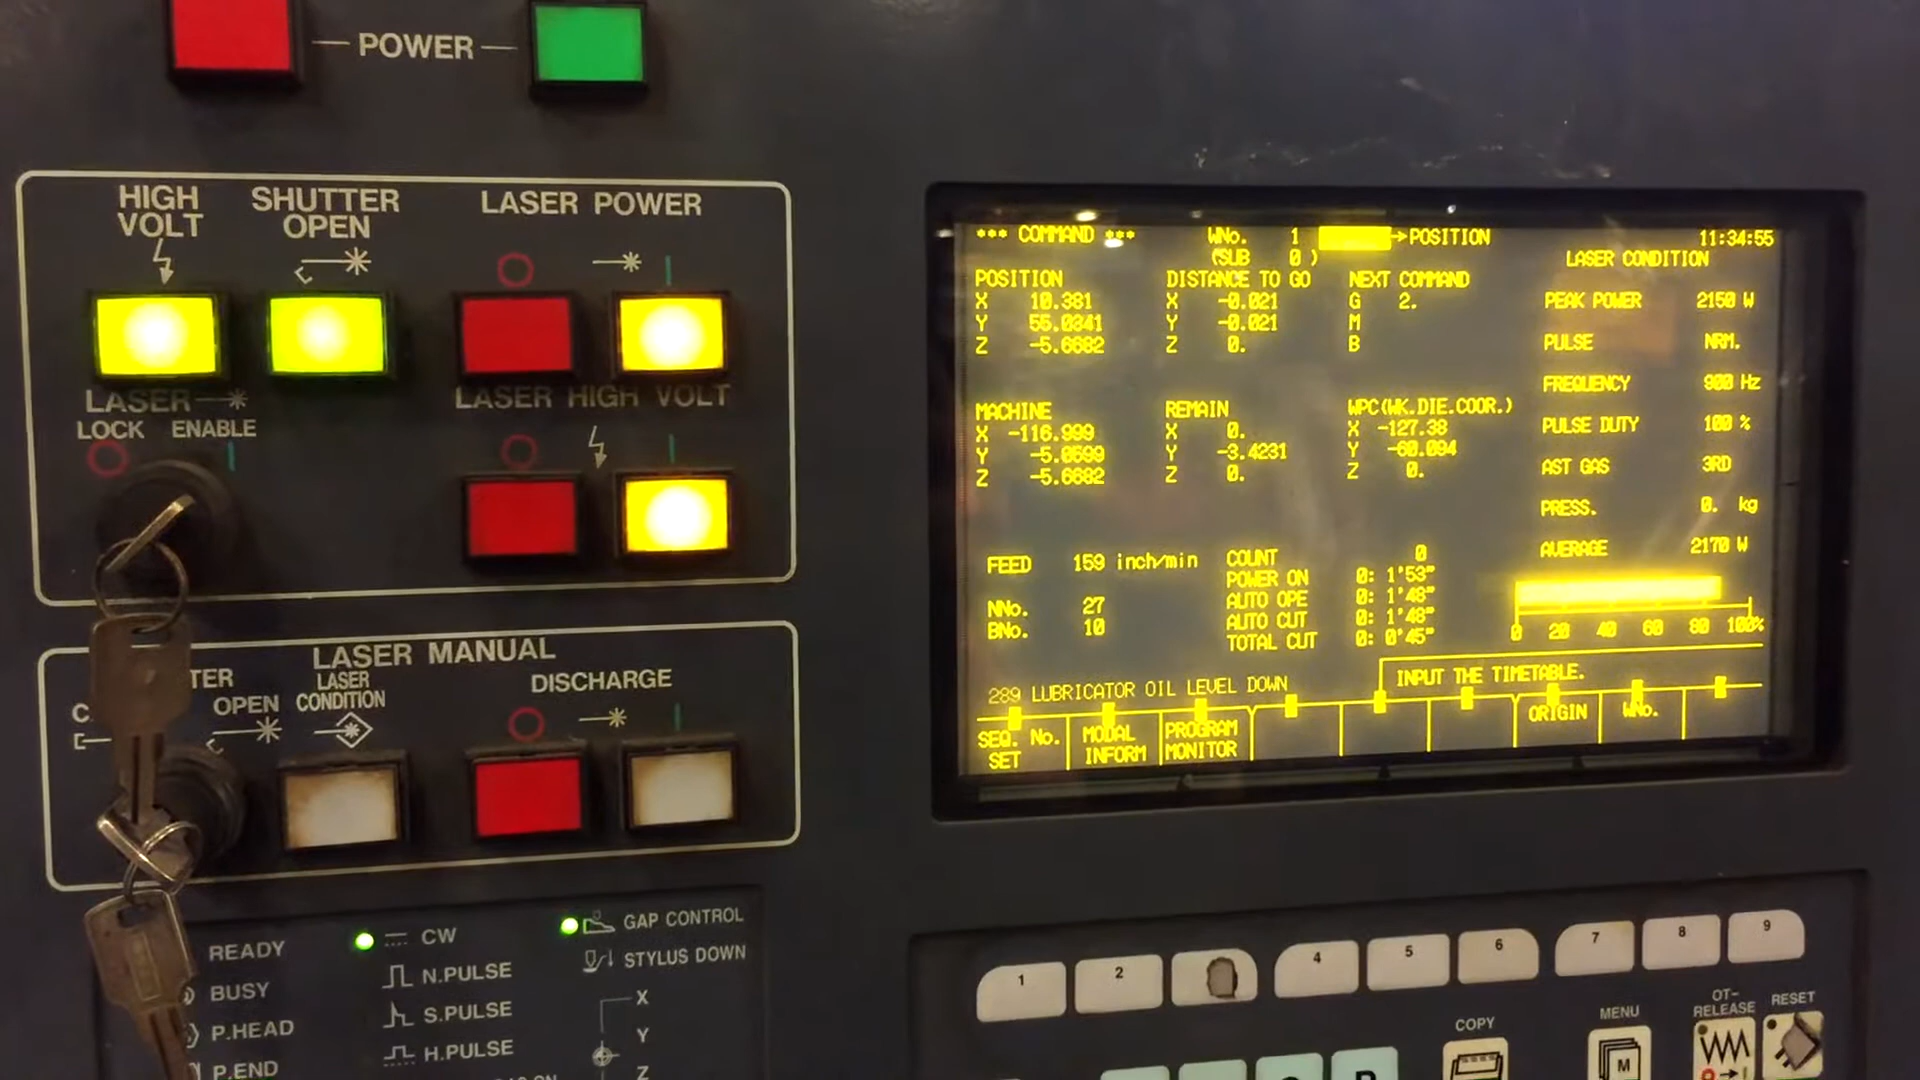 POWER
HIGH VOLT
SHUTTER OPEN
LASER POWER
LASER
LOCK ENABLE
LASER HIGH VOLT
LASER MANUAL
OPEN
LASER CONDITION
DISCHARGE
READY
BUSY
P.HEAD
P.END
CW
N.PULSE
S.PULSE
H.PULSE
GAP CONTROL
STYLUS DOWN
X
Y
Z
*** COMMAND *** WNo. 1 →POSITION 11:34:55
(SUB 0 )
LASER CONDITION
POSITION DISTANCE TO GO NEXT COMMAND
X 10.381 X -0.021 G 2.
Y 55.0341 Y -0.021 M
Z -5.6682 Z 0. B
PEAK POWER 2150 W
PULSE NRM.
FREQUENCY 900 Hz
PULSE DUTY 100 %
AST GAS 3RD
PRESS. 0. kg
AVERAGE 2170 W
0 20 40 60 80 100%
MACHINE REMAIN WPC(WK.DIE.COOR.)
X -116.999 X 0. X -127.38
Y -5.0599 Y -3.4231 Y -60.094
Z -5.6682 Z 0. Z 0.
FEED 159 inch/min
NNo. 27
BNo. 10
COUNT 0
POWER ON 0: 1'53"
AUTO OPE 0: 1'48"
AUTO CUT 0: 1'48"
TOTAL CUT 0: 0'45"
INPUT THE TIMETABLE.
289 LUBRICATOR OIL LEVEL DOWN
SEQ. No. SET
MODAL INFORM
PROGRAM MONITOR
ORIGIN
WNo.
1 2 4 5 6 7 8 9
COPY
MENU
M
OT-RELEASE
RESET